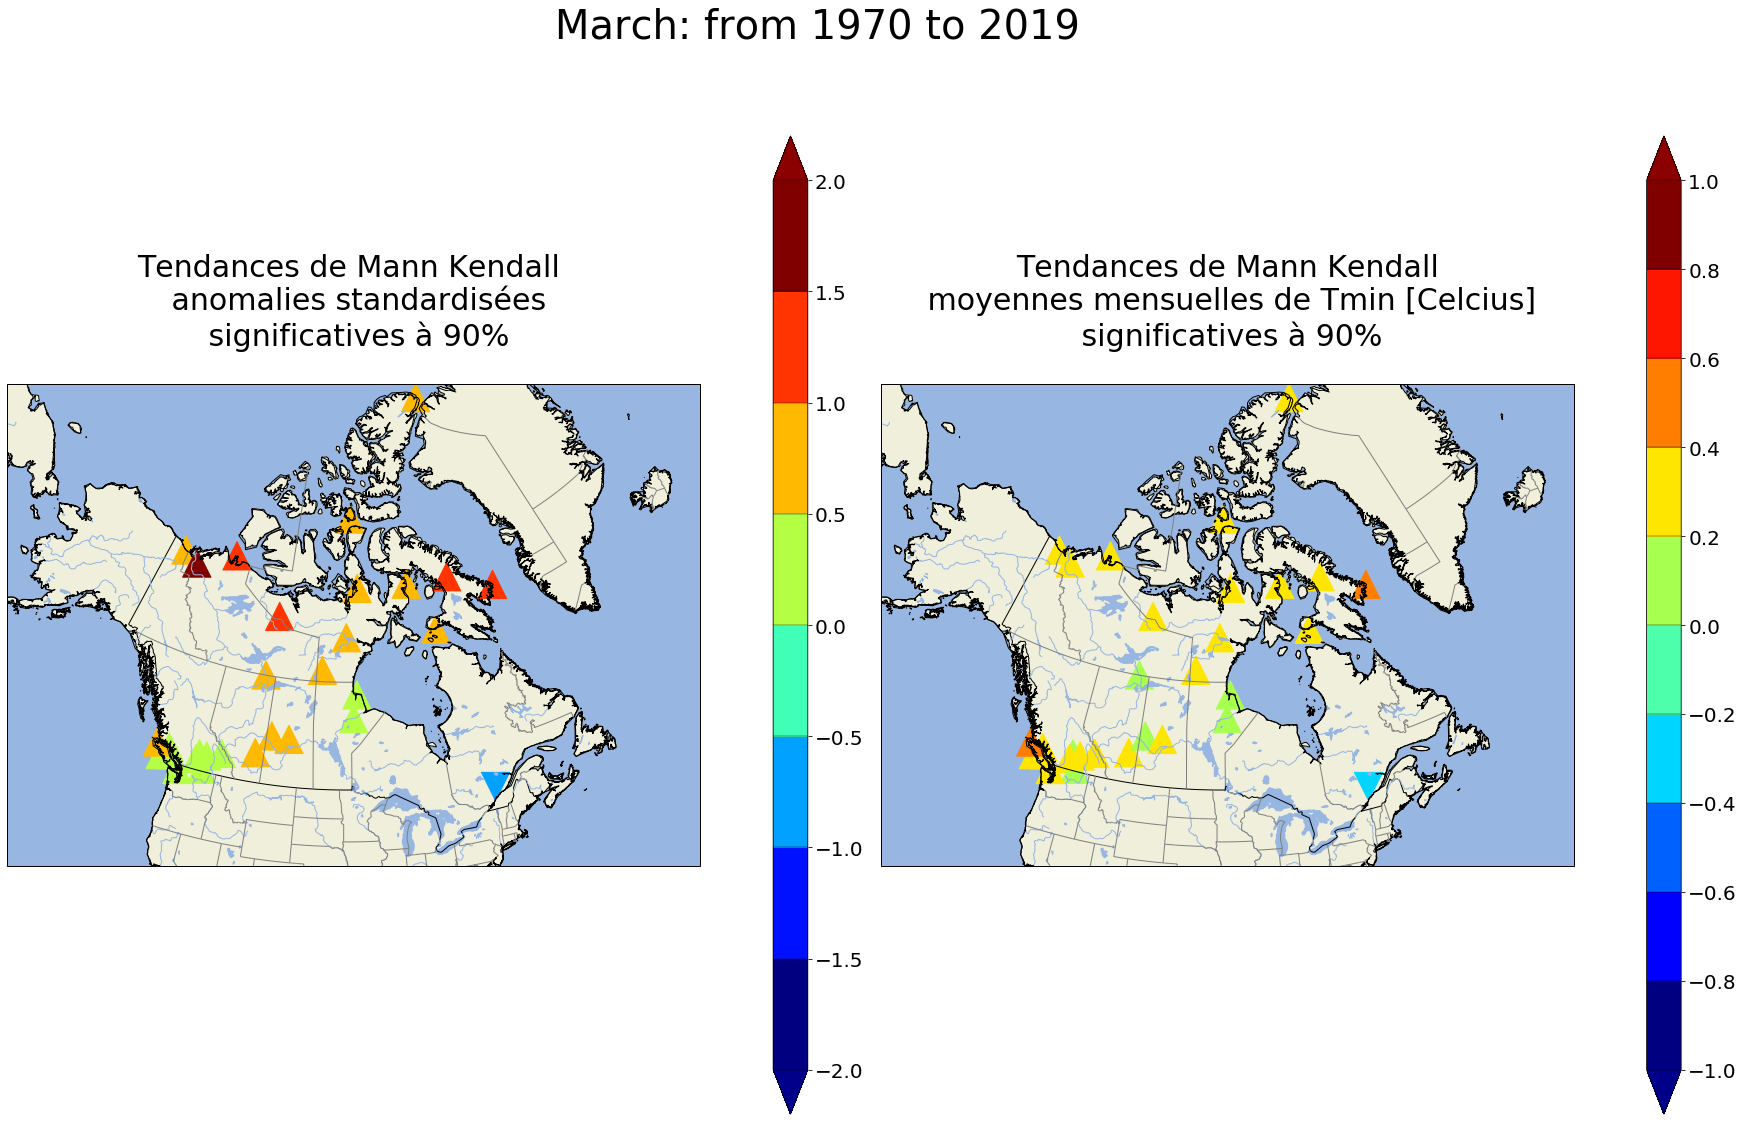 March: from 1970 to 2019
Tendances de Mann Kendall
anomalies standardisées
significatives à 90%
2.0
1.5
1.0
0.5
0.0
−0.5
−1.0
−1.5
−2.0
Tendances de Mann Kendall
moyennes mensuelles de Tmin [Celcius]
significatives à 90%
1.0
0.8
0.6
0.4
0.2
0.0
−0.2
−0.4
−0.6
−0.8
−1.0